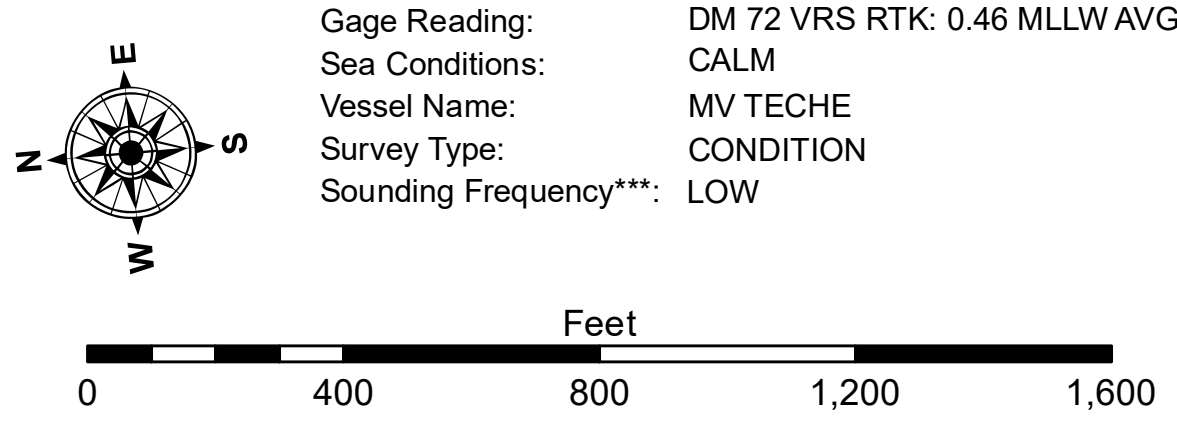 Gage Reading: DM 72 VRS RTK: 0.46 MLLW AVG
Sea Conditions: CALM
Vessel Name: MV TECHE
Survey Type: CONDITION
Sounding Frequency***: LOW
E
N S
W
Feet
0 400 800 1,200 1,600